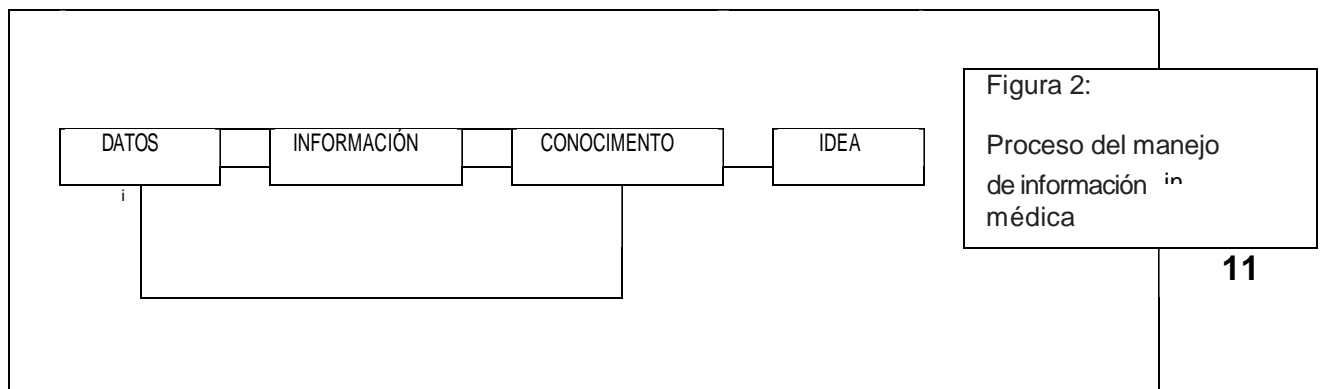 DATOS
INFORMACIÓN
CONOCIMENTO
IDEA
i
Figura 2:
Proceso del manejo
de información
médica
11